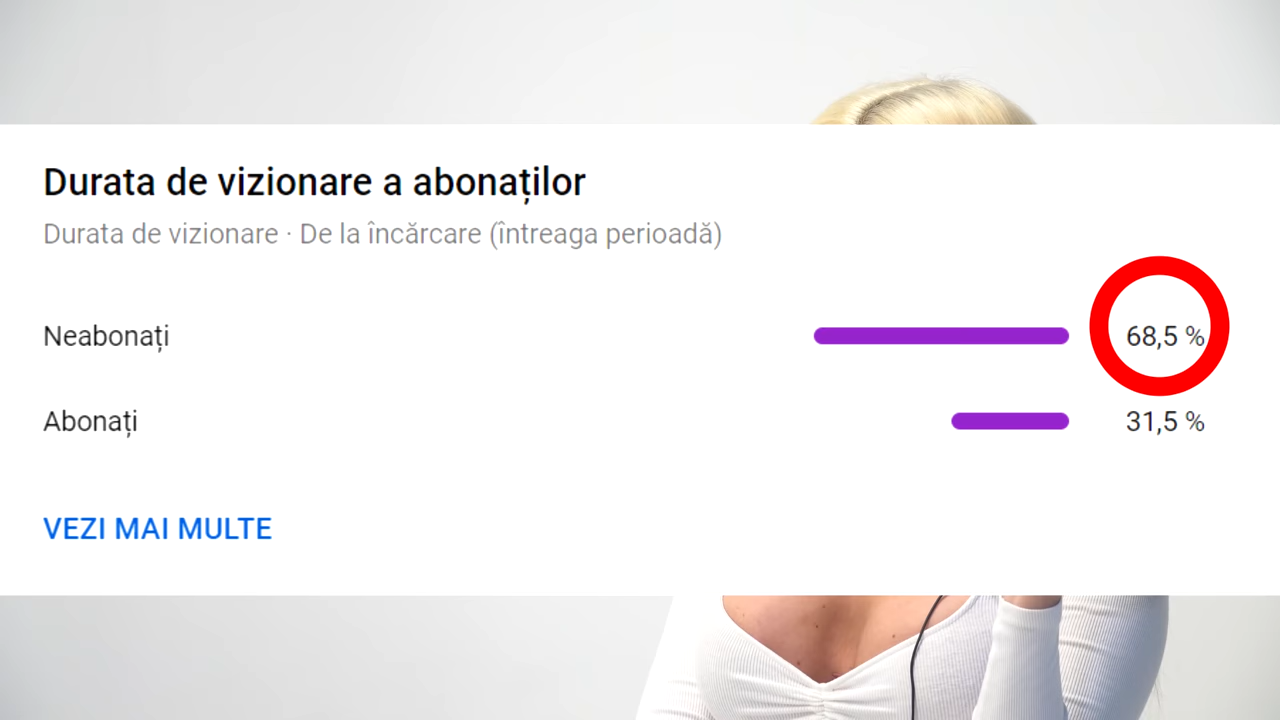 Durata de vizionare a abonaților
Durata de vizionare · De la încărcare (întreaga perioadă)
Neabonați 68,5 %
Abonați 31,5 %
VEZI MAI MULTE